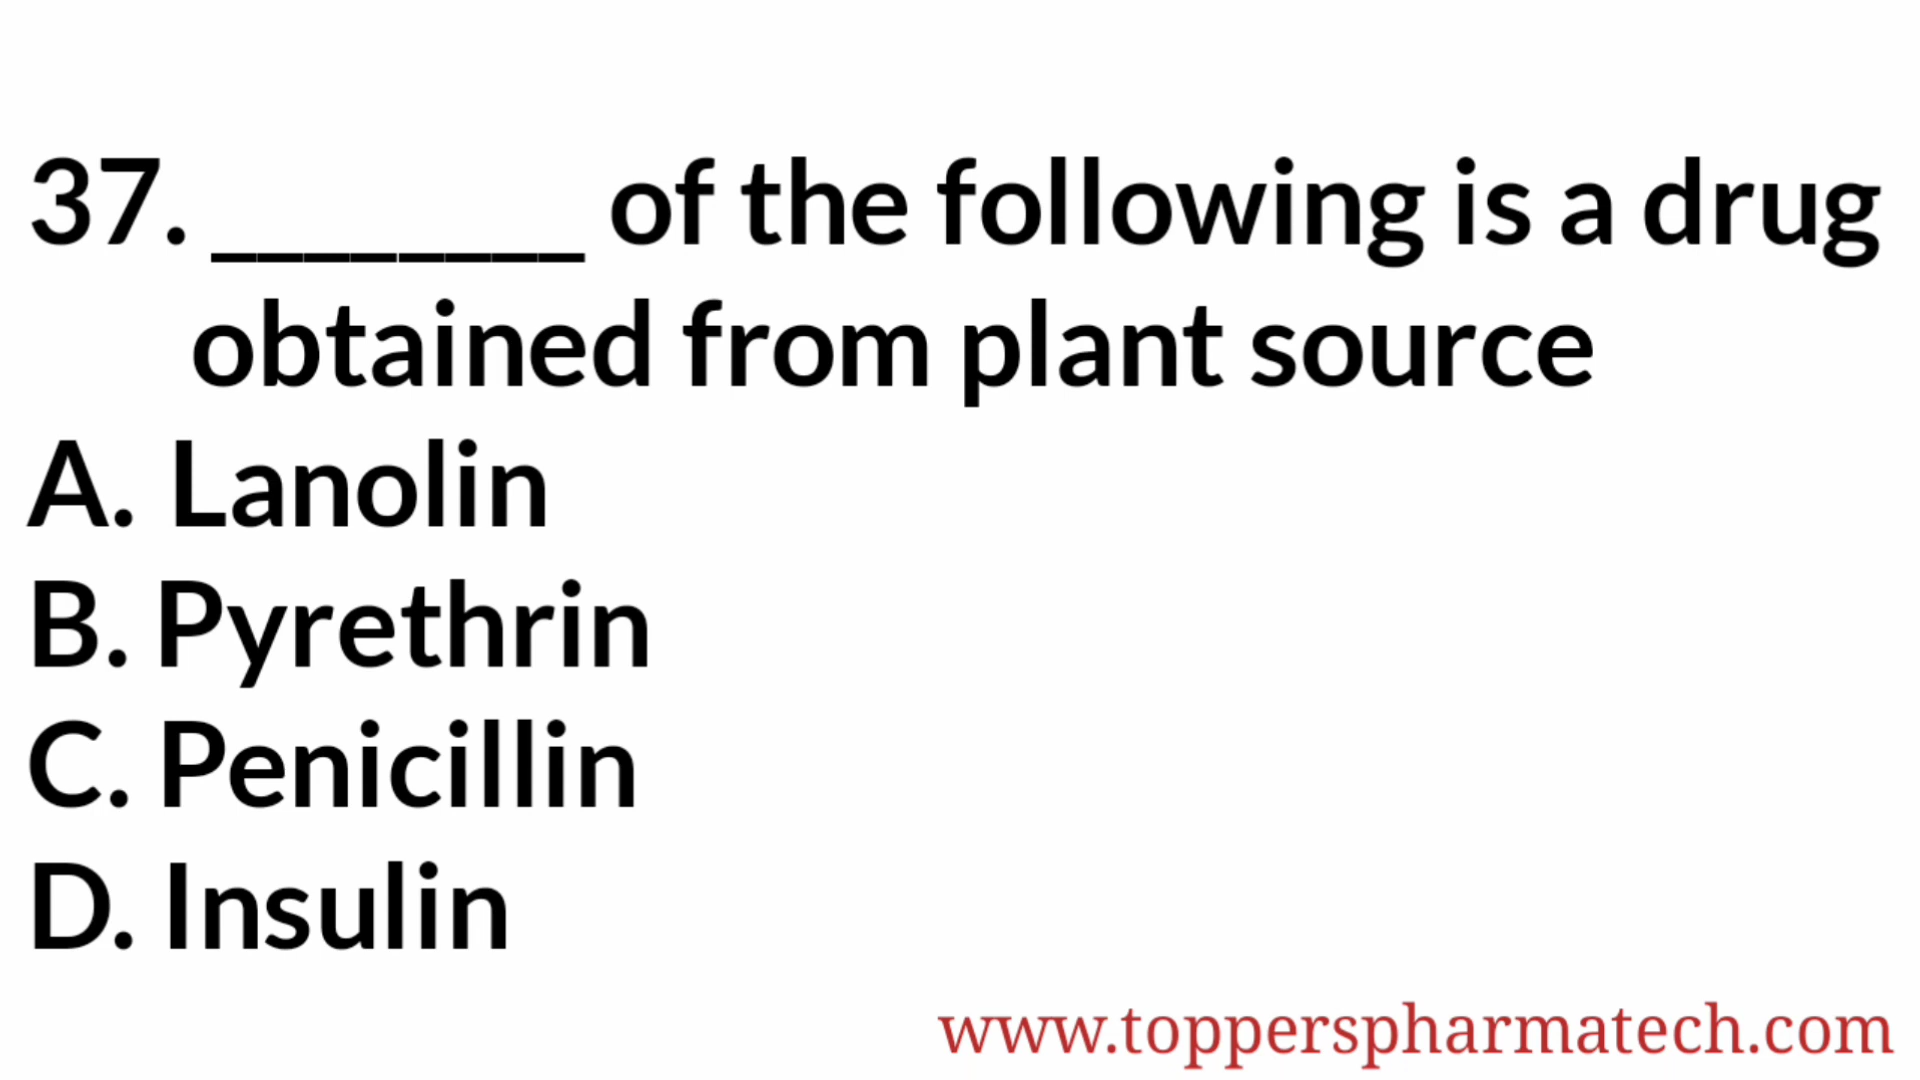 37. ________ of the following is a drug
obtained from plant source
A. Lanolin
B. Pyrethrin
C. Penicillin
D. Insulin
www.topperspharmatech.com